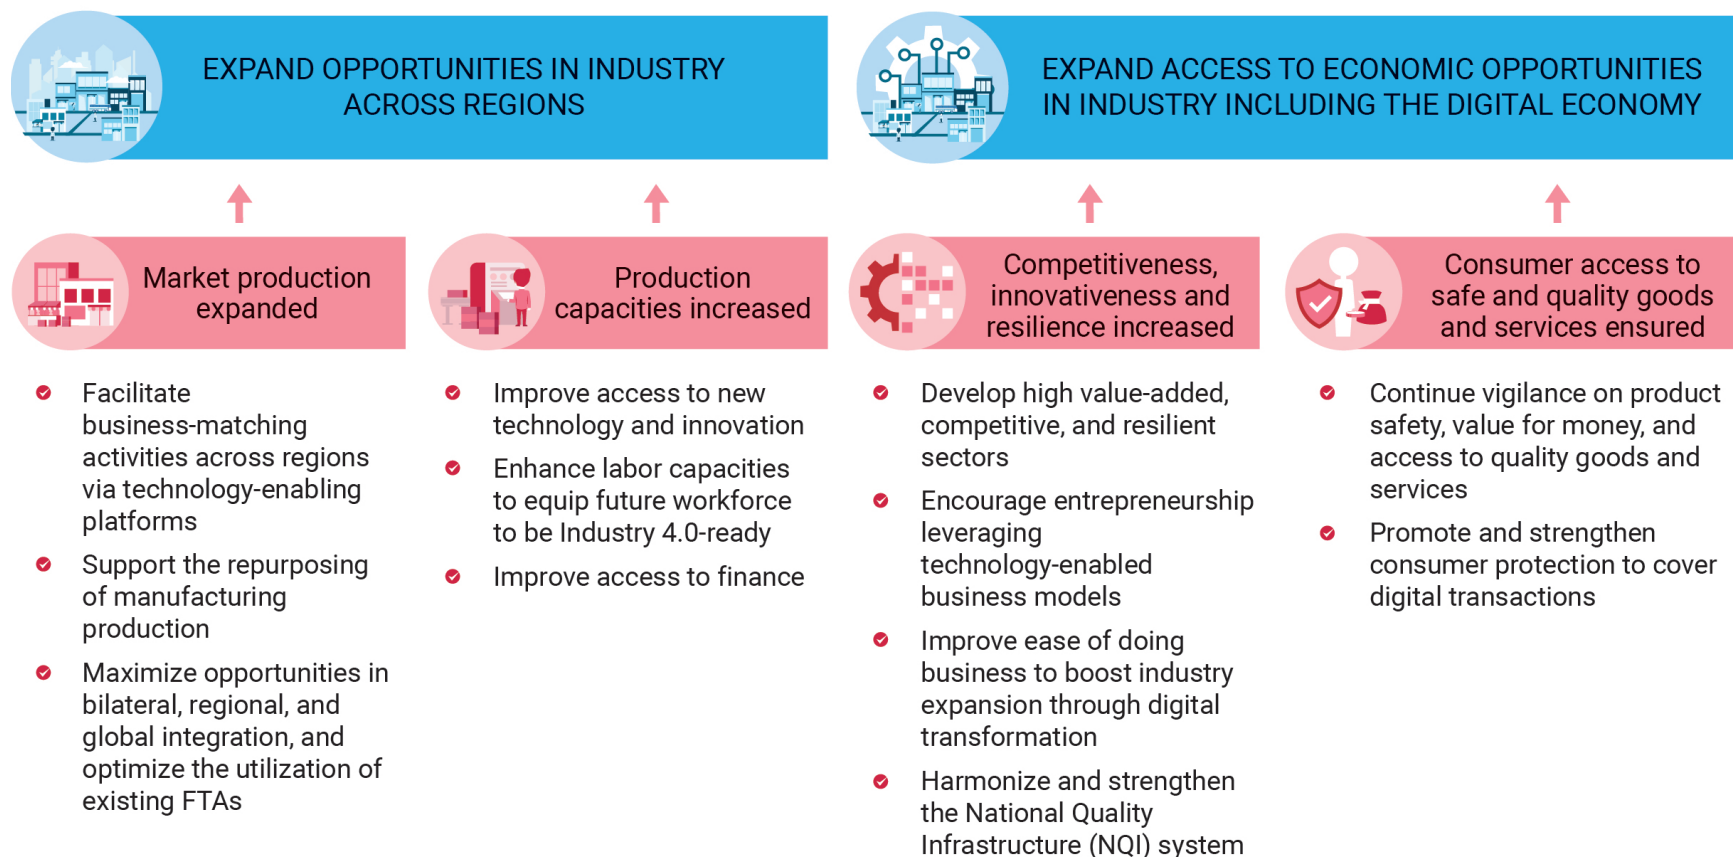 EXPAND OPPORTUNITIES IN INDUSTRY
ACROSS REGIONS
Market production
expanded
Facilitate
business-matching
activities across regions
via technology-enabling
platforms
Support the repurposing
of manufacturing
production
Maximize opportunities in
bilateral, regional, and
global integration, and
optimize the utilization of
existing FTAs
Production
capacities increased
Improve access to new
technology and innovation
Enhance labor capacities
to equip future workforce
to be Industry 4.0-ready
Improve access to finance
EXPAND ACCESS TO ECONOMIC OPPORTUNITIES
IN INDUSTRY INCLUDING THE DIGITAL ECONOMY
Competitiveness,
innovativeness and
resilience increased
Develop high value-added,
competitive, and resilient
sectors
Encourage entrepreneurship
leveraging
technology-enabled
business models
Improve ease of doing
business to boost industry
expansion through digital
transformation
Harmonize and strengthen
the National Quality
Infrastructure (NQI) system
Consumer access to
safe and quality goods
and services ensured
Continue vigilance on product
safety, value for money, and
access to quality goods and
services
Promote and strengthen
consumer protection to cover
digital transactions